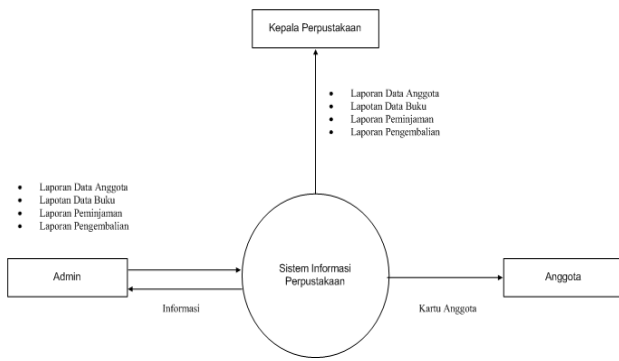 Kepala Perpustakaan
• Laporan Data Anggota
• Lapotan Data Buku
• Laporan Peminjaman
• Laporan Pengembalian
• Laporan Data Anggota
• Lapotan Data Buku
• Laporan Peminjaman
• Laporan Pengembalian
Admin
Sistem Informasi
Perpustakaan
Anggota
Informasi
Kartu Anggota